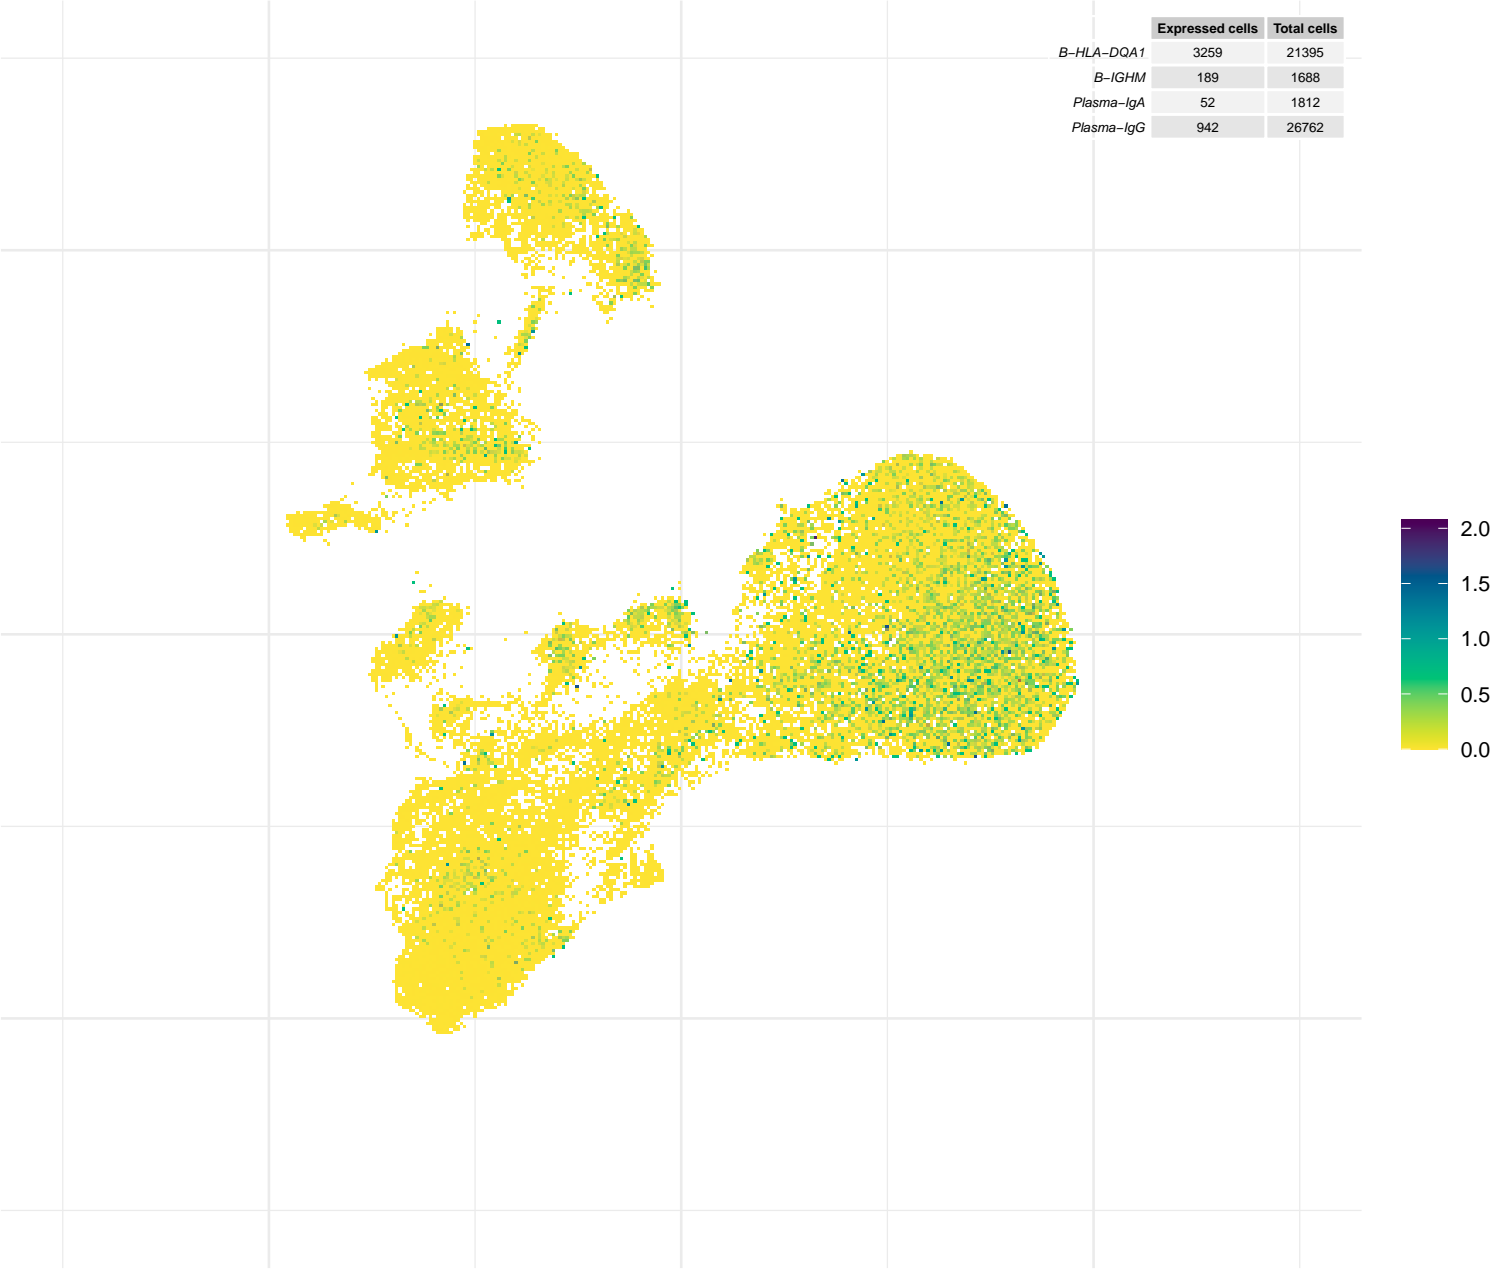 Expressed cells Total cells
B−HLA−DQA1 3259 21395
B−IGHM 189 1688
Plasma−IgA 52 1812
Plasma−IgG 942 26762
2.0
1.5
1.0
0.5
0.0